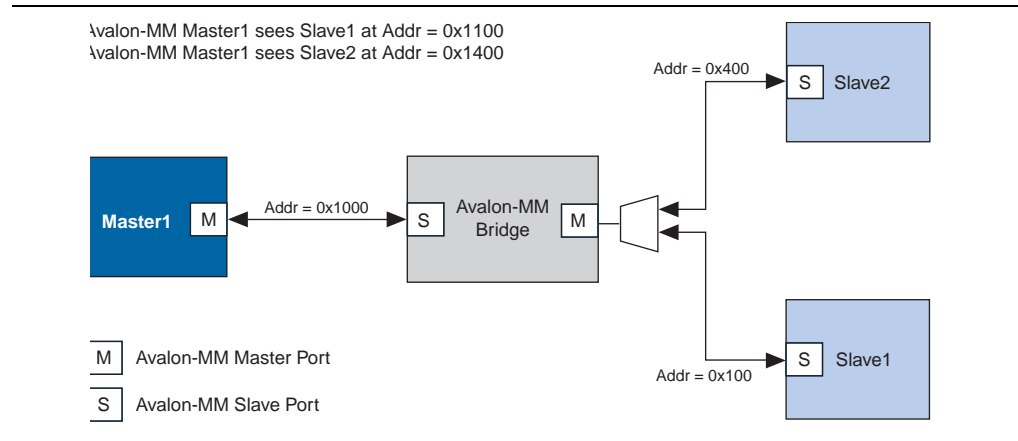 Avalon-MM Master1 sees Slave1 at Addr = 0x1100
Avalon-MM Master1 sees Slave2 at Addr = 0x1400
Addr = 0x400
S
Slave2
Master1
M
Addr = 0x1000
S
Avalon-MM
Bridge
M
M
Avalon-MM Master Port
S
Avalon-MM Slave Port
Addr = 0x100
S
Slave1